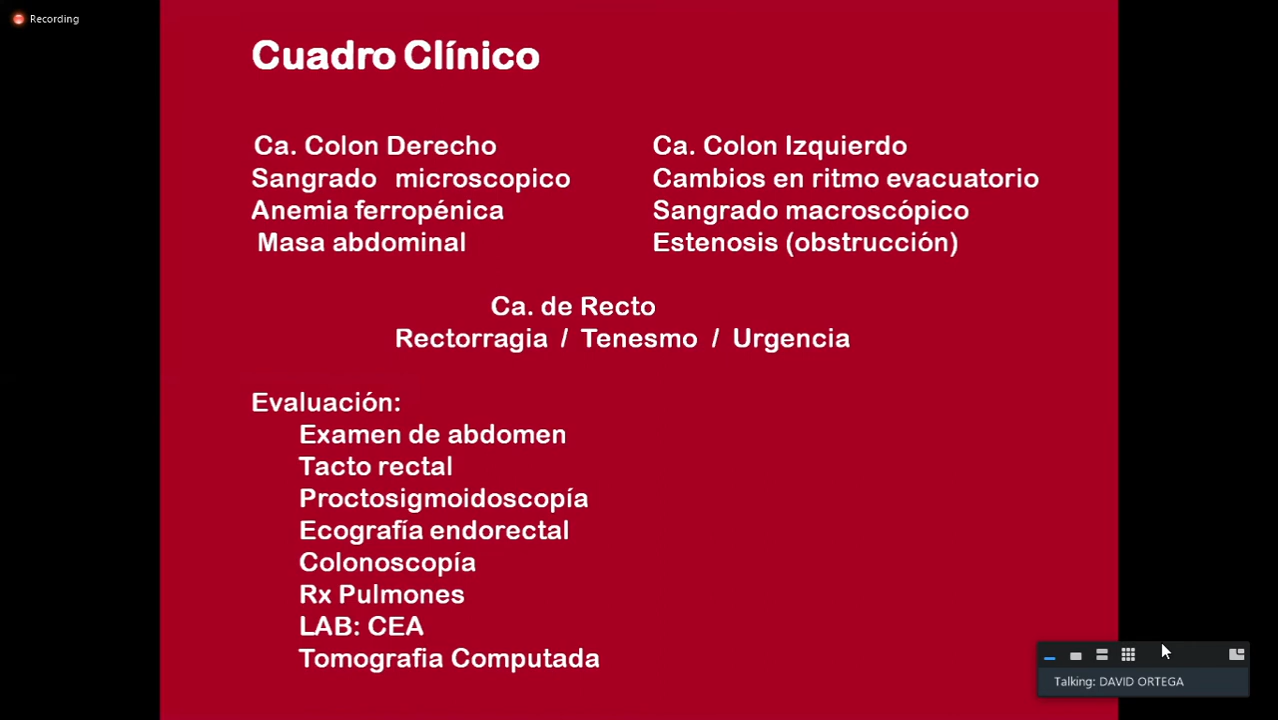 Recording
Cuadro Clínico
Ca. Colon Derecho
Sangrado microscopico
Anemia ferropénica
Masa abdominal
Ca. Colon Izquierdo
Cambios en ritmo evacuatorio
Sangrado macroscópico
Estenosis (obstrucción)
Ca. de Recto
Rectorragia / Tenesmo / Urgencia
Evaluación:
Examen de abdomen
Tacto rectal
Proctosigmoidoscopía
Ecografía endorectal
Colonoscopía
Rx Pulmones
LAB: CEA
Tomografia Computada
Talking: DAVID ORTEGA